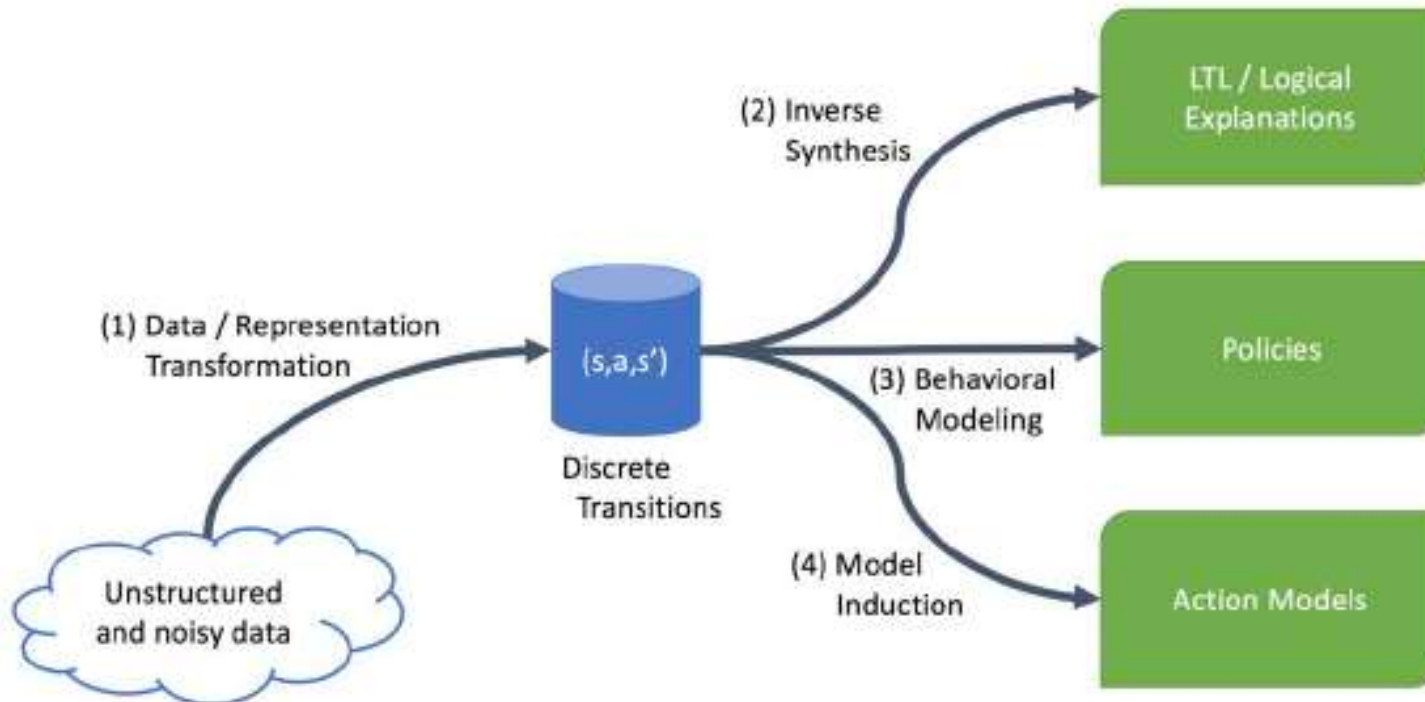 (1) Data / Representation
Transformation
Unstructured
and noisy data
(s,a,s’)
Discrete
Transitions
(2) Inverse
Synthesis
LTL / Logical
Explanations
(3) Behavioral
Modeling
Policies
(4) Model
Induction
Action Models